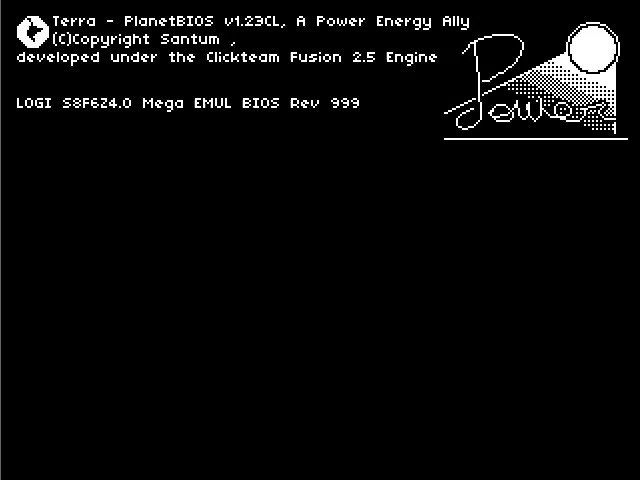 Terra - PlanetBIOS v1.23CL, A Power Energy Ally
(C)Copyright Santum ,
developed under the Clickteam Fusion 2.5 Engine
LOGI S8F6Z4.0 Mega EMUL BIOS Rev 999
Power